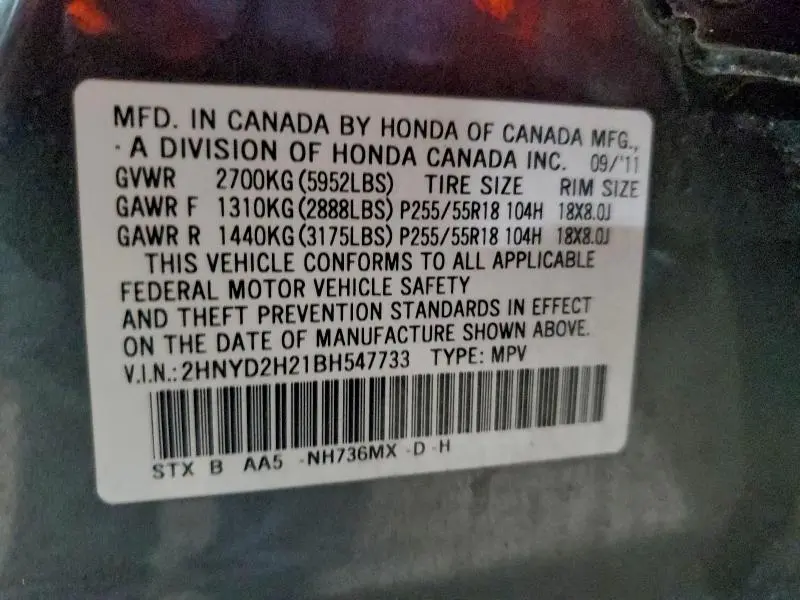 MFD. IN CANADA BY HONDA OF CANADA MFG.,
A DIVISION OF HONDA CANADA INC. 09/'11
GVWR 2700KG(5952LBS) TIRE SIZE RIM SIZE
GAWR F 1310KG(2888LBS) P255/55R18 104H 18X8.0J
GAWR R 1440KG(3175LBS) P255/55R18 104H 18X8.0J
THIS VEHICLE CONFORMS TO ALL APPLICABLE
FEDERAL MOTOR VEHICLE SAFETY
AND THEFT PREVENTION STANDARDS IN EFFECT
ON THE DATE OF MANUFACTURE SHOWN ABOVE.
V.I.N.: 2HNYD2H21BH547733 TYPE: MPV
STX B AA5 -NH736MX -D -H